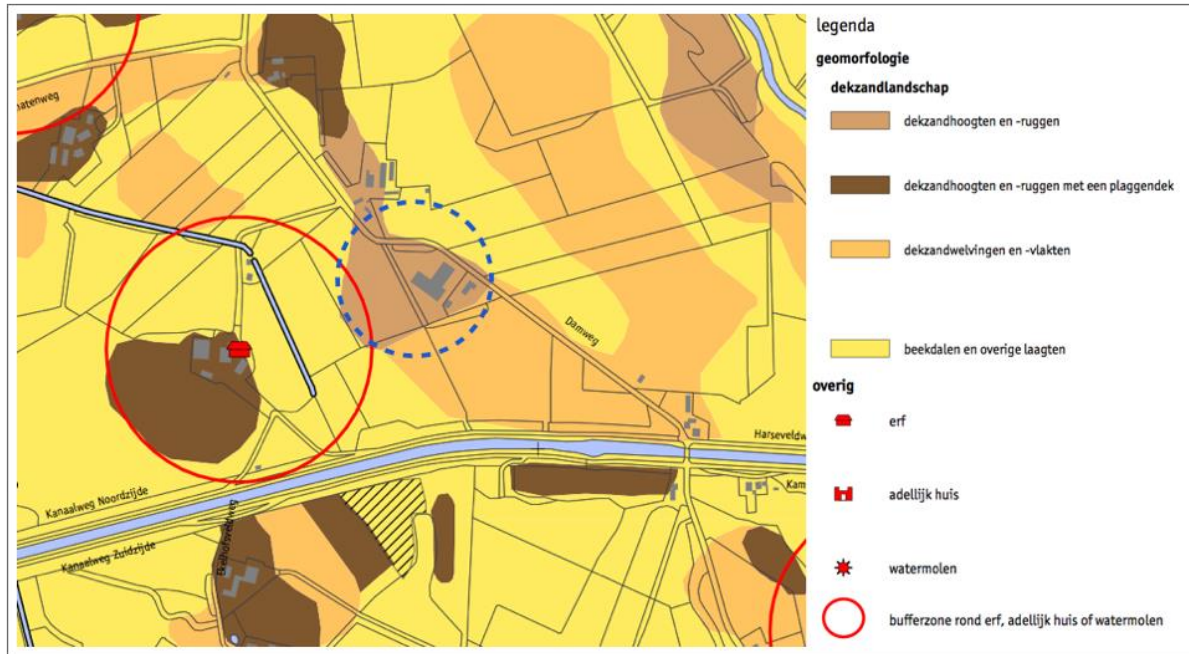 Damweg
Harseveldw
Kanaalweg Noordzijde
Kam
Kanaalweg Zuidzijde
legenda
geomorfologie
dekzandlandschap
dekzandhoogten en -ruggen
dekzandhoogten en -ruggen met een plaggendek
dekzandwelvingen en -vlakten
beekdalen en overige laagten
overig
erf
adellijk huis
watermolen
bufferzone rond erf, adellijk huis of watermolen